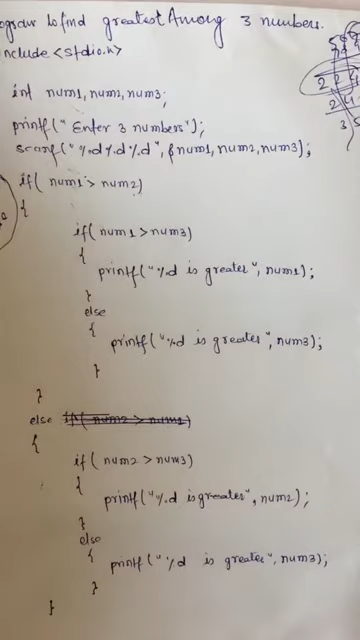 to find greatest Among 3 numbers.
nclude <stdio.h>
int num1, num2, num3;
printf(" Enter 3 numbers");
scanf("%d%d%d", &num1, num2, num3);
if( num1 > num2)
{
if( num1 > num3)
{
printf("%d is greater", num1);
}
else
{
printf("%d is greater", num3);
}
}
else if( num2 > num1)
{
if( num2 > num3)
{
printf("%d is greater", num2);
}
else
{
printf("%d is greater", num3);
}
}